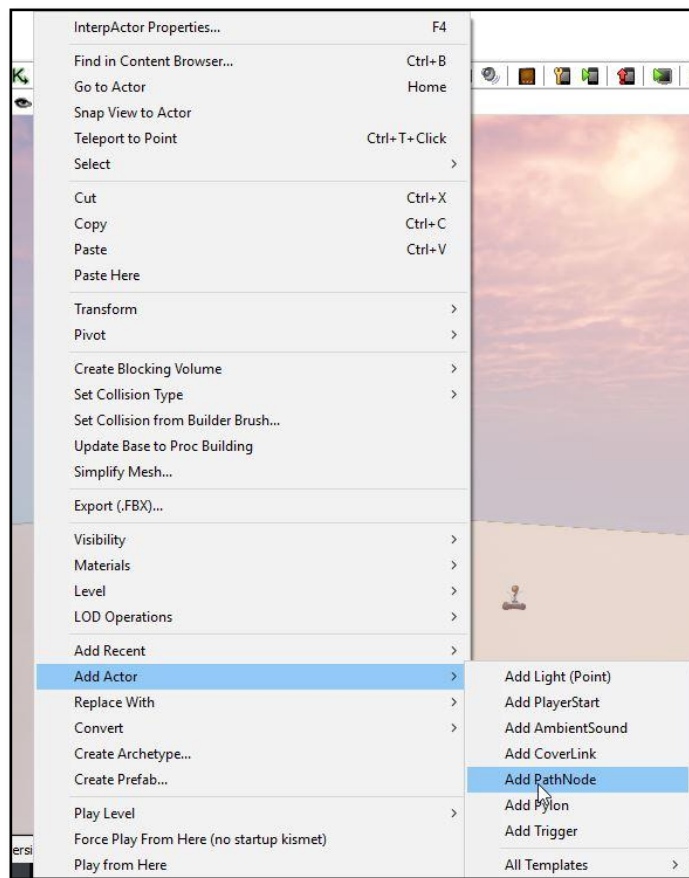 InterpActor Properties... F4
Find in Content Browser... Ctrl+B
Go to Actor Home
Snap View to Actor
Teleport to Point Ctrl+T+Click
Select
Cut Ctrl+X
Copy Ctrl+C
Paste Ctrl+V
Paste Here
Transform
Pivot
Create Blocking Volume
Set Collision Type
Set Collision from Builder Brush...
Update Base to Proc Building
Simplify Mesh...
Export (.FBX)...
Visibility
Materials
Level
LOD Operations
Add Recent
Add Actor
Replace With
Convert
Create Archetype...
Create Prefab...
Play Level
Force Play From Here (no startup kismet)
Play from Here
Add Light (Point)
Add PlayerStart
Add AmbientSound
Add CoverLink
Add PathNode
Add Pylon
Add Trigger
All Templates